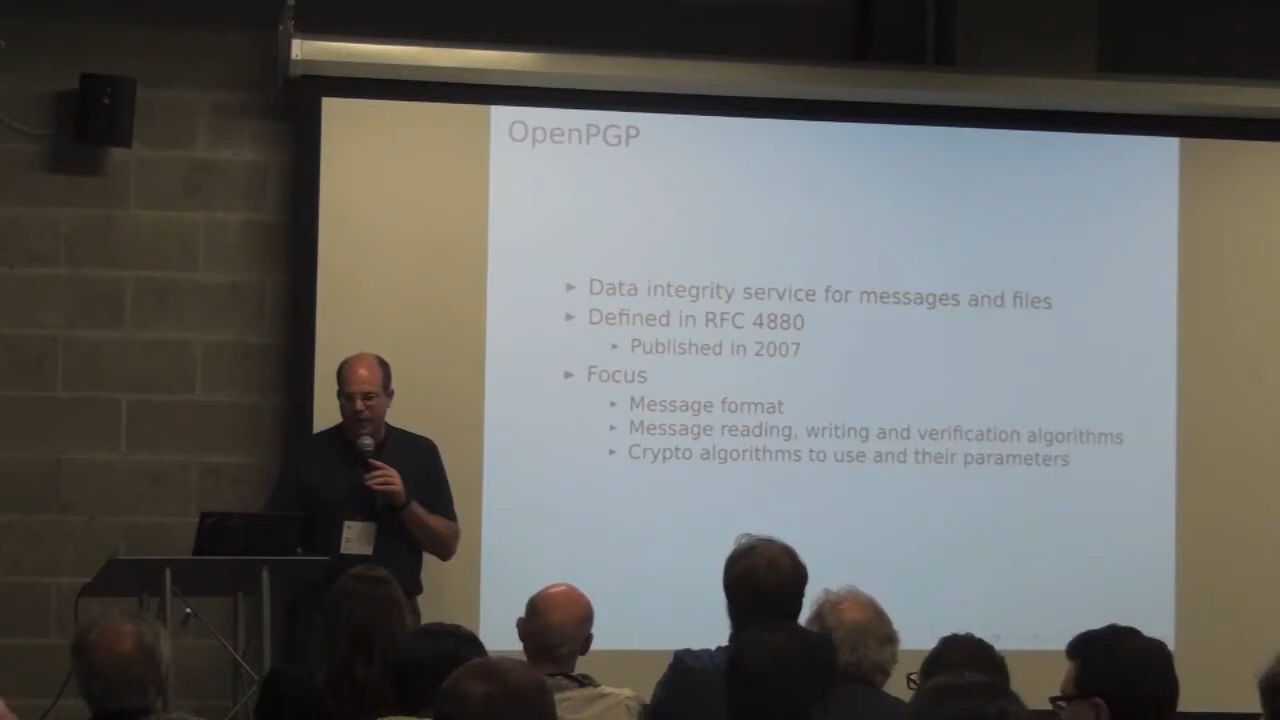 OpenPGP
▸ Data integrity service for messages and files
▸ Defined in RFC 4880
▸ Published in 2007
▸ Focus
▸ Message format
▸ Message reading, writing and verification algorithms
▸ Crypto algorithms to use and their parameters